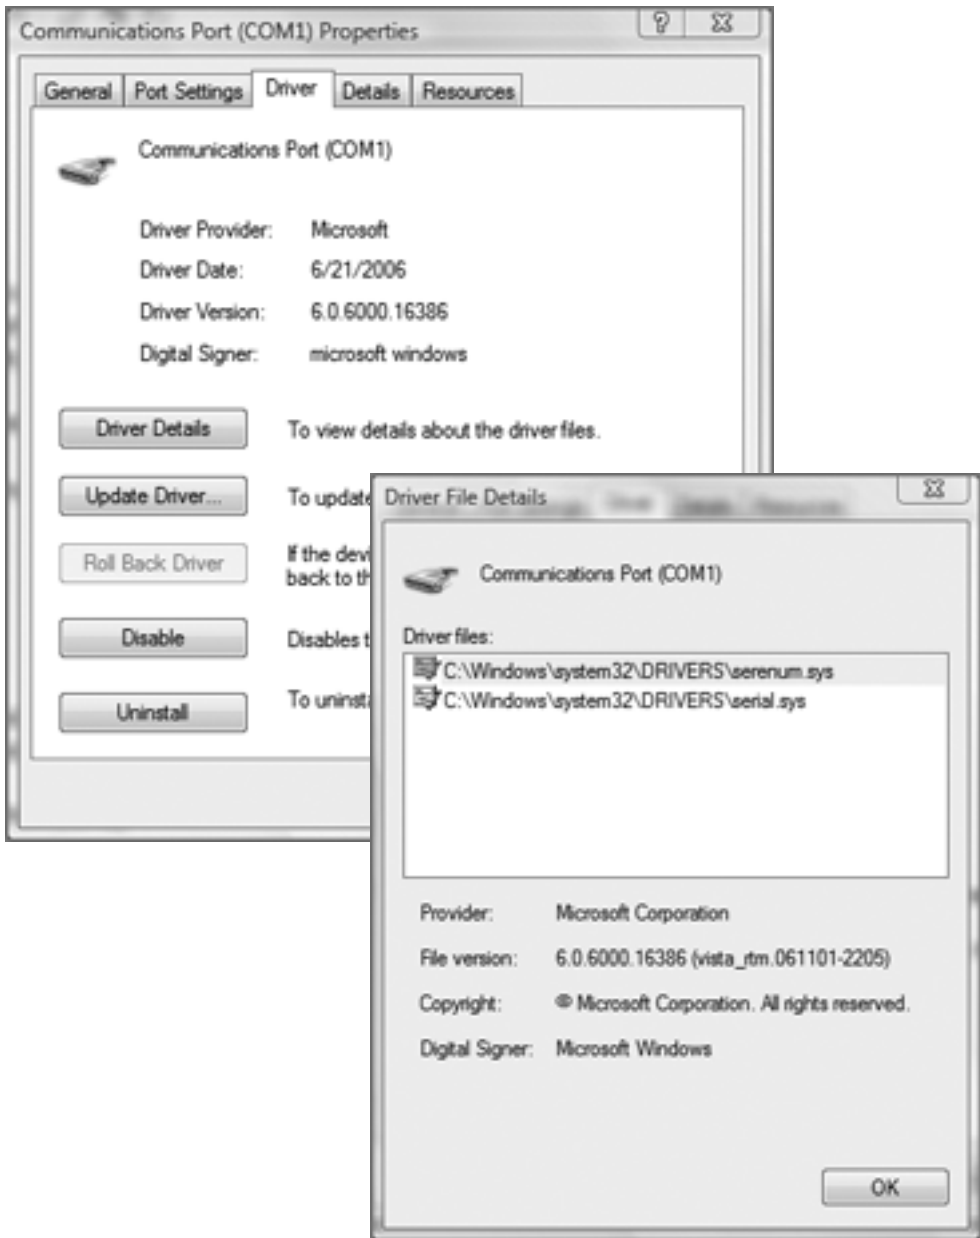 Communications Port (COM1) Properties
General Port Settings Driver Details Resources
Communications Port (COM1)
Driver Provider: Microsoft
Driver Date: 6/21/2006
Driver Version: 6.0.6000.16386
Digital Signer: microsoft windows
Driver Details To view details about the driver files.
Update Driver... To update
Roll Back Driver If the devi
back to th
Disable Disables t
Uninstall To uninsta
Driver File Details
Communications Port (COM1)
Driver files:
C:\Windows\system32\DRIVERS\serenum.sys
C:\Windows\system32\DRIVERS\serial.sys
Provider: Microsoft Corporation
File version: 6.0.6000.16386 (vista_rtm.061101-2205)
Copyright: © Microsoft Corporation. All rights reserved.
Digital Signer: Microsoft Windows
OK